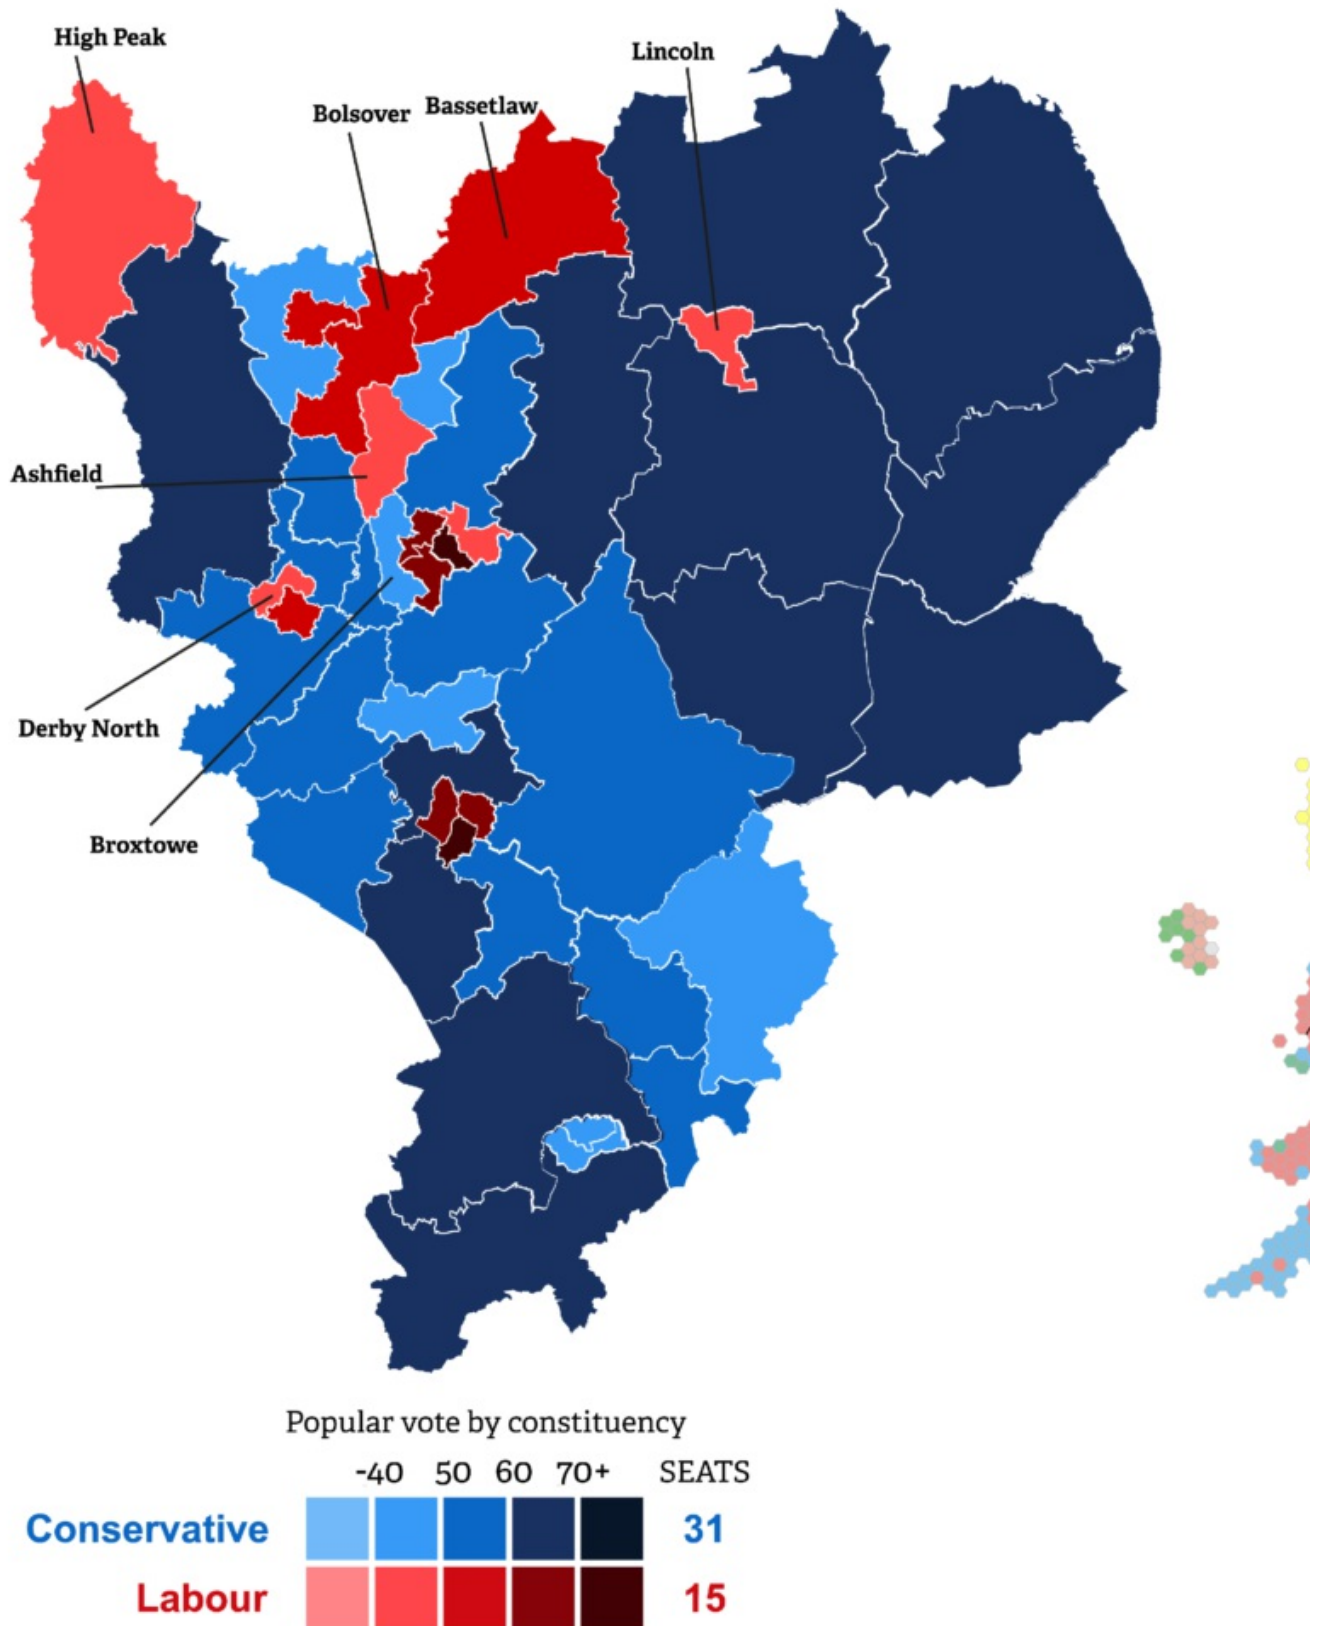 High Peak
Lincoln
Bolsover
Bassetlaw
Ashfield
Derby North
Broxtowe
Popular vote by constituency
-40 50 60 70+ SEATS
Conservative 31
Labour 15